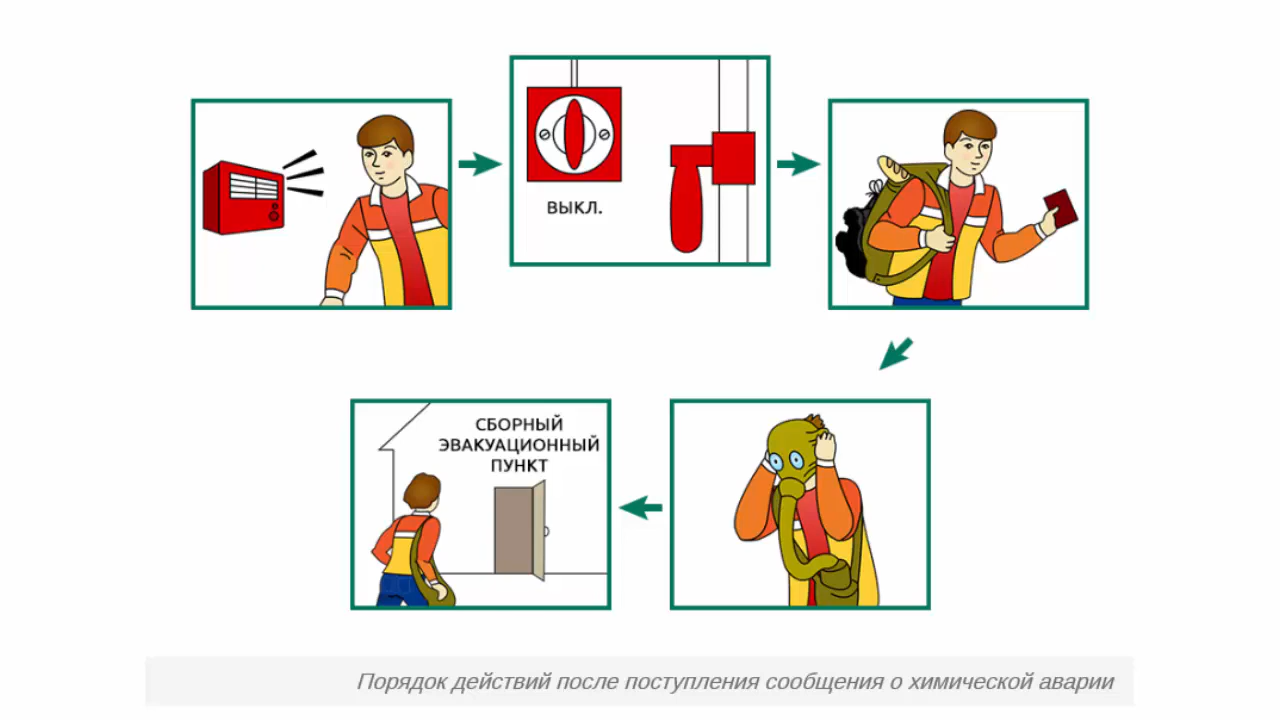 ВЫКЛ.
СБОРНЫЙ
ЭВАКУАЦИОННЫЙ
ПУНКТ
Порядок действий после поступления сообщения о химической аварии